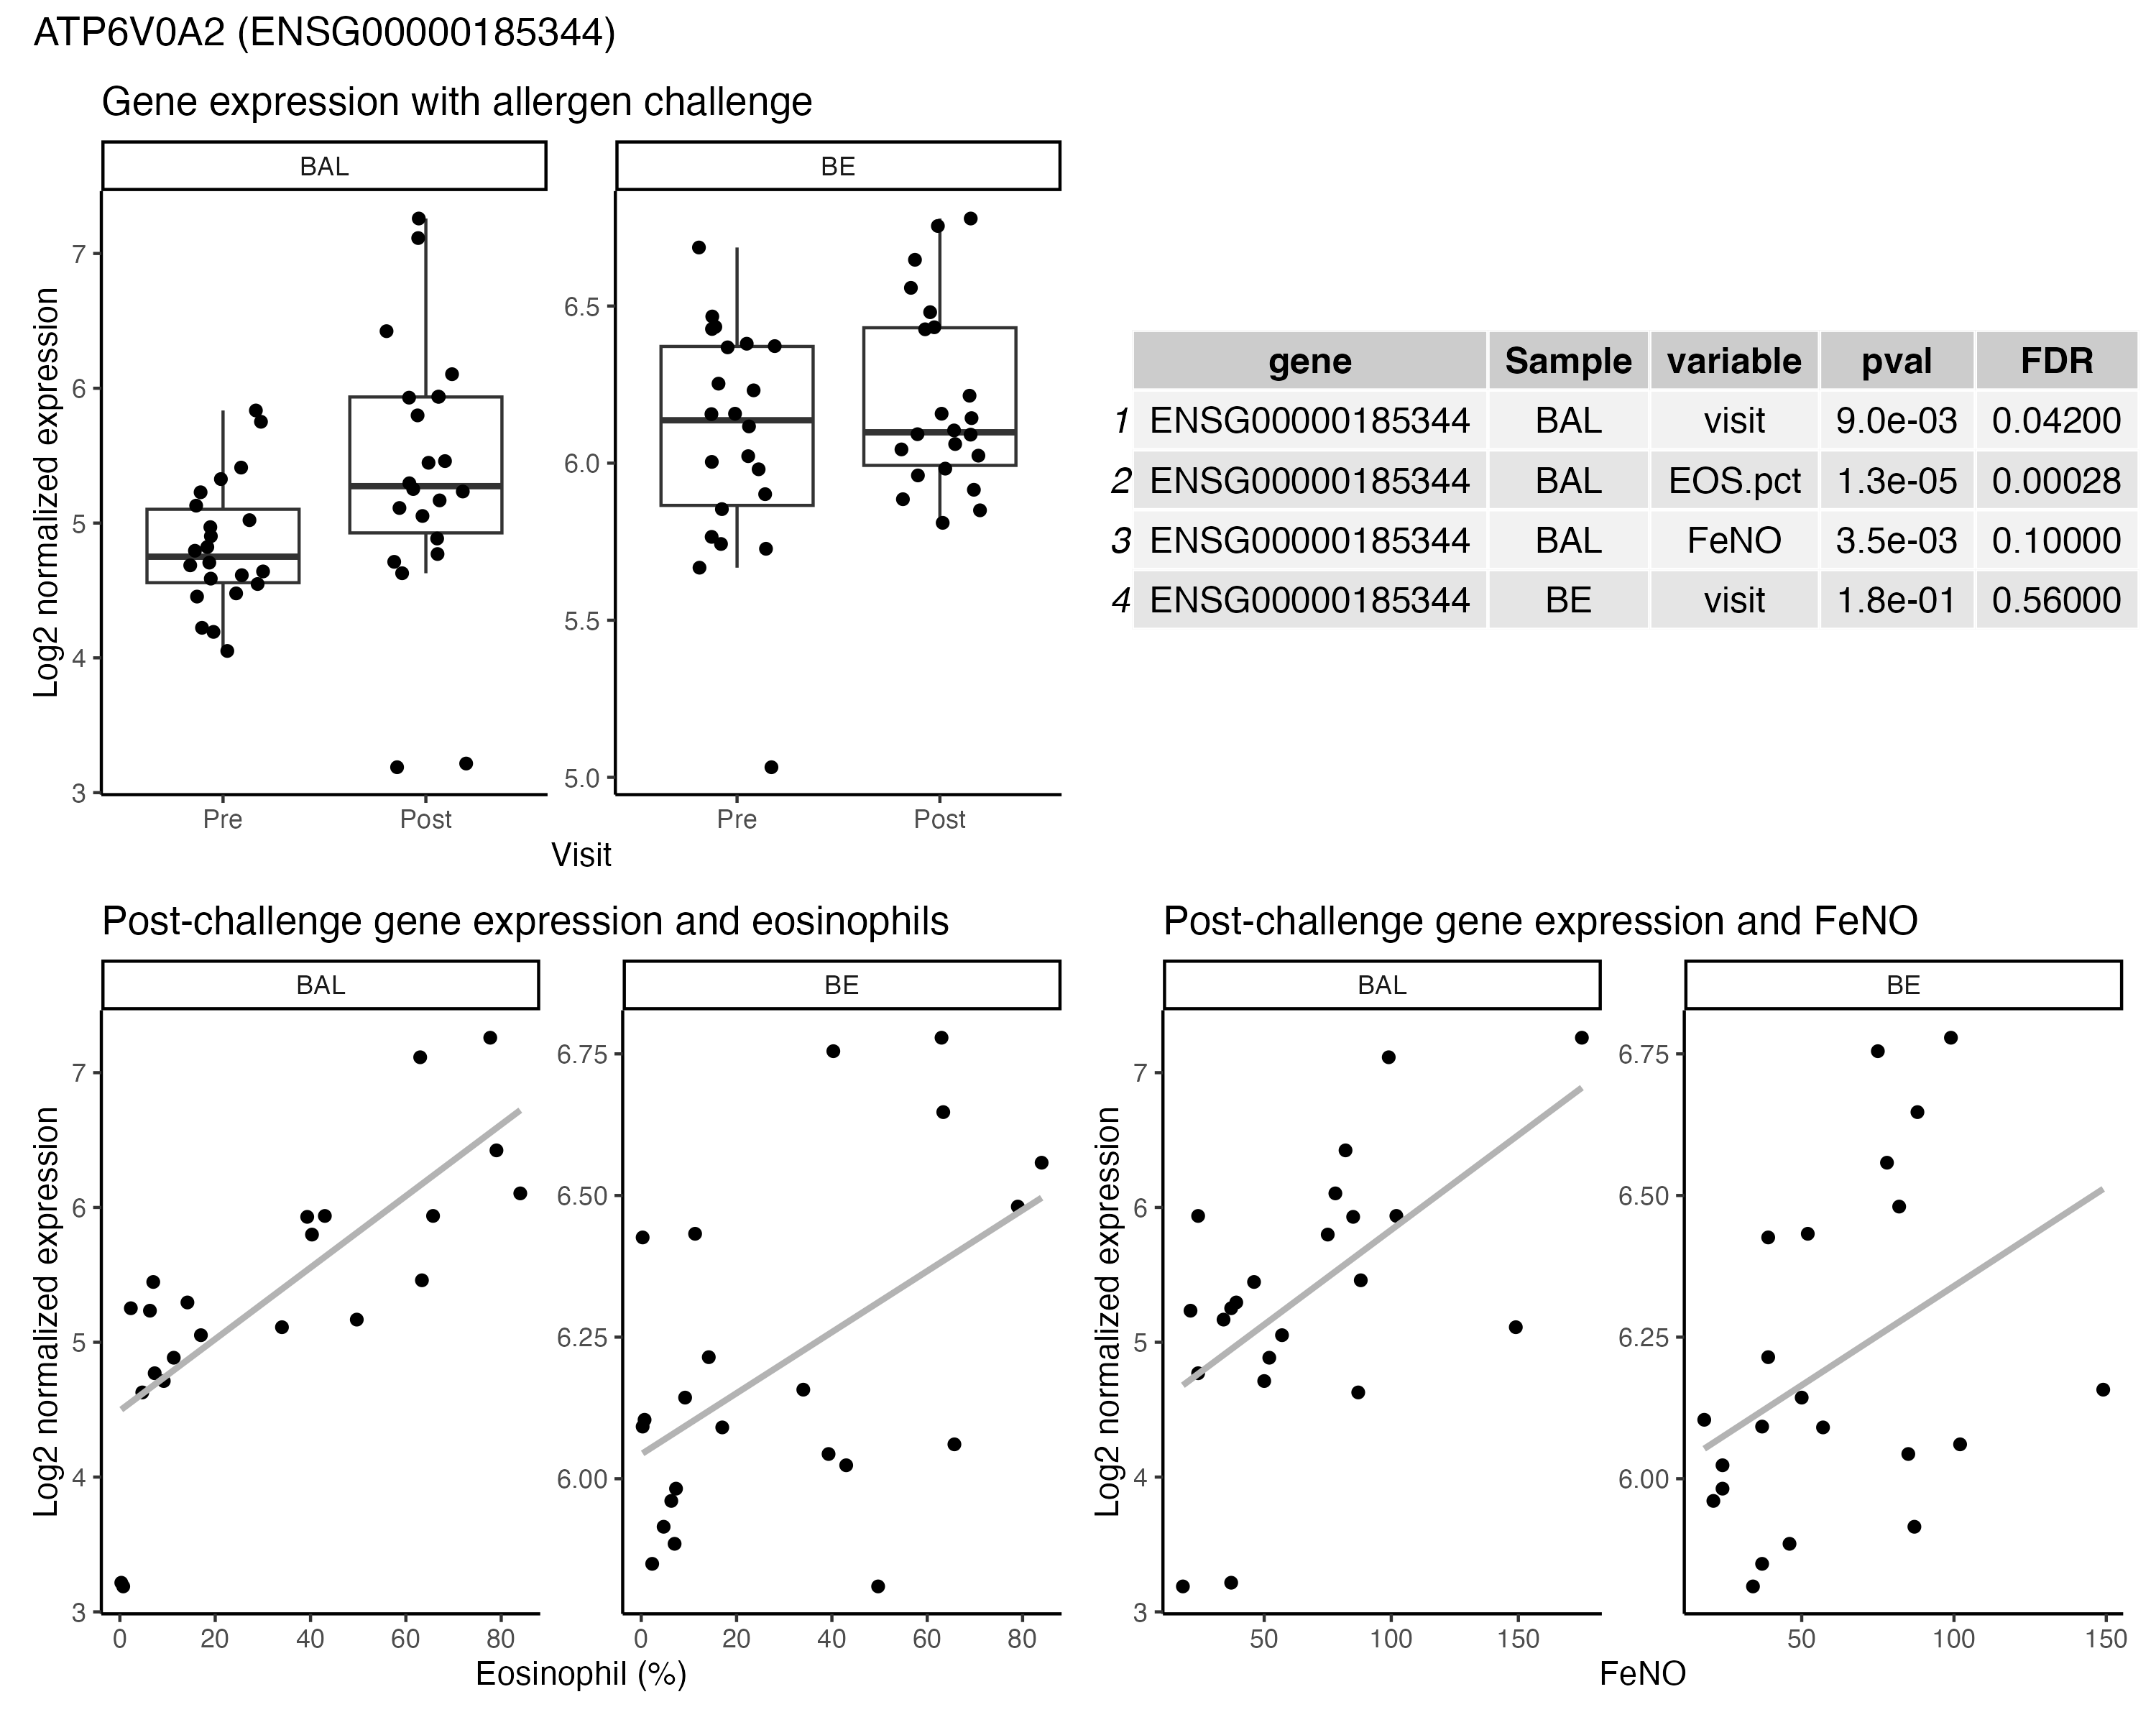 ATP6V0A2 (ENSG00000185344)
Gene expression with allergen challenge
BAL
BE
Log2 normalized expression
7
6
5
4
3
6.5
6.0
5.5
5.0
Pre
Post
Pre
Post
Visit
gene Sample variable pval FDR
1 ENSG00000185344 BAL visit 9.0e-03 0.04200
2 ENSG00000185344 BAL EOS.pct 1.3e-05 0.00028
3 ENSG00000185344 BAL FeNO 3.5e-03 0.10000
4 ENSG00000185344 BE visit 1.8e-01 0.56000
Post-challenge gene expression and eosinophils
BAL
BE
Log2 normalized expression
7
6
5
4
3
6.75
6.50
6.25
6.00
0 20 40 60 80
0 20 40 60 80
Eosinophil (%)
Post-challenge gene expression and FeNO
BAL
BE
Log2 normalized expression
7
6
5
4
3
6.75
6.50
6.25
6.00
50 100 150
50 100 150
FeNO